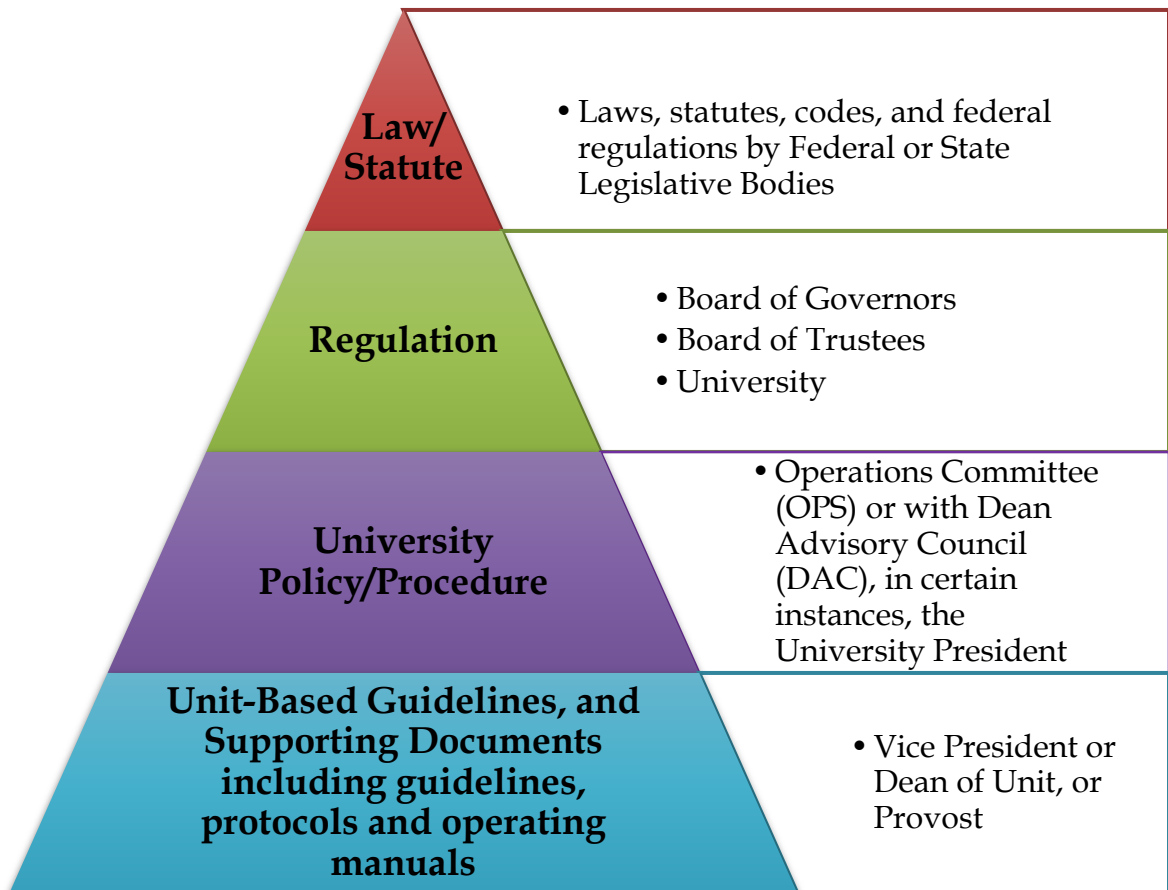 Law/
Statute
• Laws, statutes, codes, and federal
regulations by Federal or State
Legislative Bodies
Regulation
• Board of Governors
• Board of Trustees
• University
University
Policy/Procedure
• Operations Committee
(OPS) or with Dean
Advisory Council
(DAC), in certain
instances, the
University President
Unit-Based Guidelines, and
Supporting Documents
including guidelines,
protocols and operating
manuals
• Vice President or
Dean of Unit, or
Provost